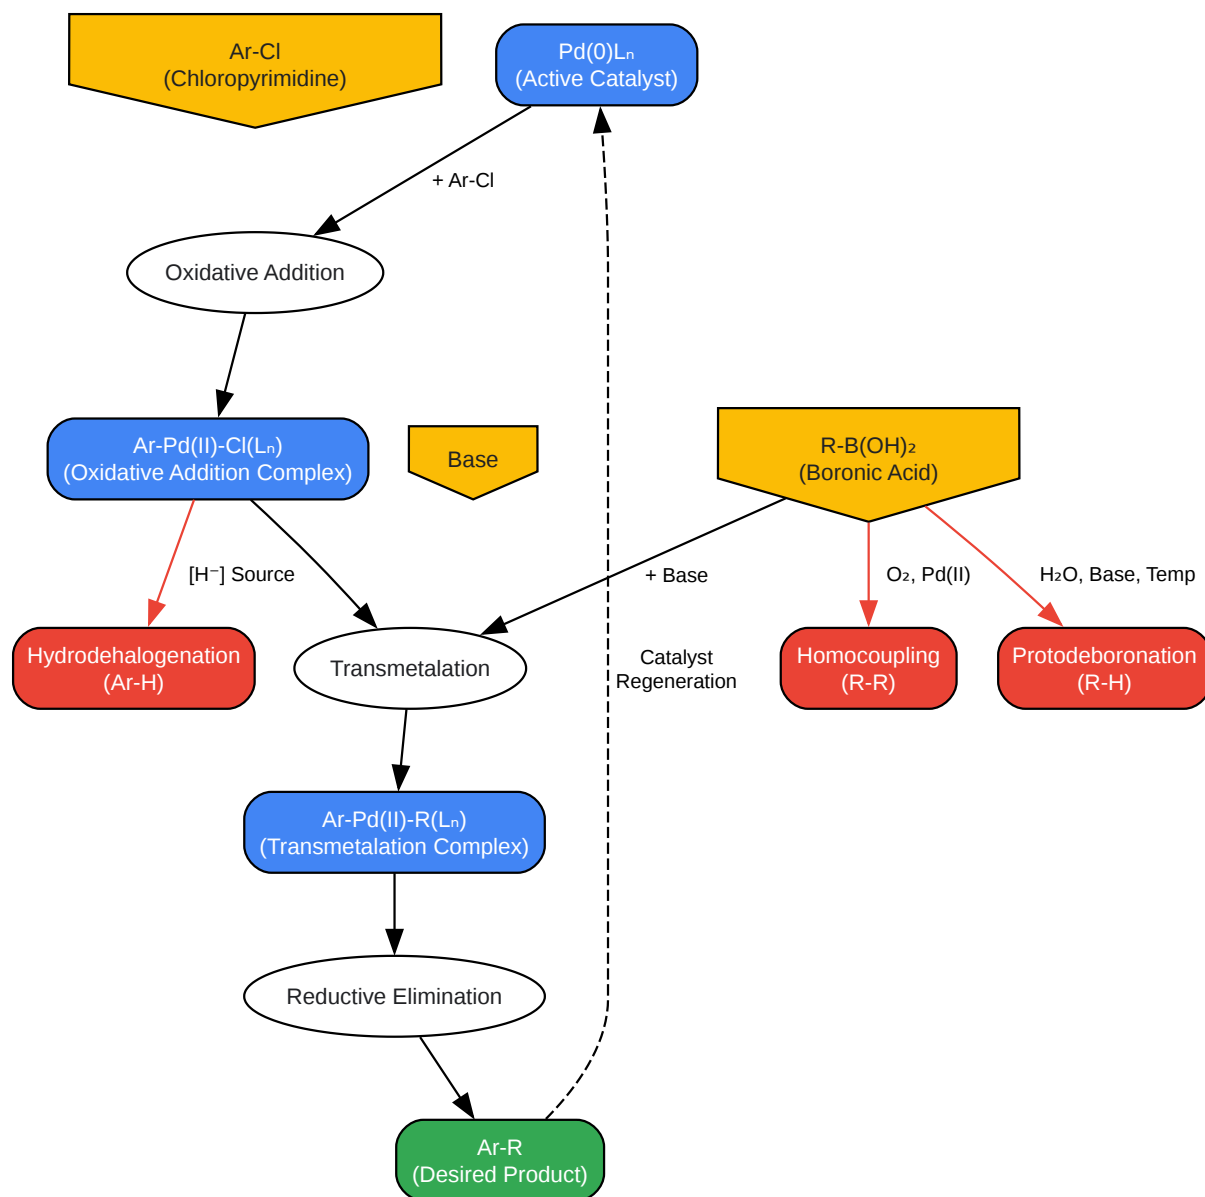 Ar-Cl
(Chloropyrimidine)
Pd(0)Lₙ
(Active Catalyst)
+ Ar-Cl
Oxidative Addition
Ar-Pd(II)-Cl(Lₙ)
(Oxidative Addition Complex)
Base
R-B(OH)₂
(Boronic Acid)
[H⁻] Source
+ Base
O₂, Pd(II)
H₂O, Base, Temp
Hydrodehalogenation
(Ar-H)
Transmetalation
Catalyst
Regeneration
Homocoupling
(R-R)
Protodeboronation
(R-H)
Ar-Pd(II)-R(Lₙ)
(Transmetalation Complex)
Reductive Elimination
Ar-R
(Desired Product)